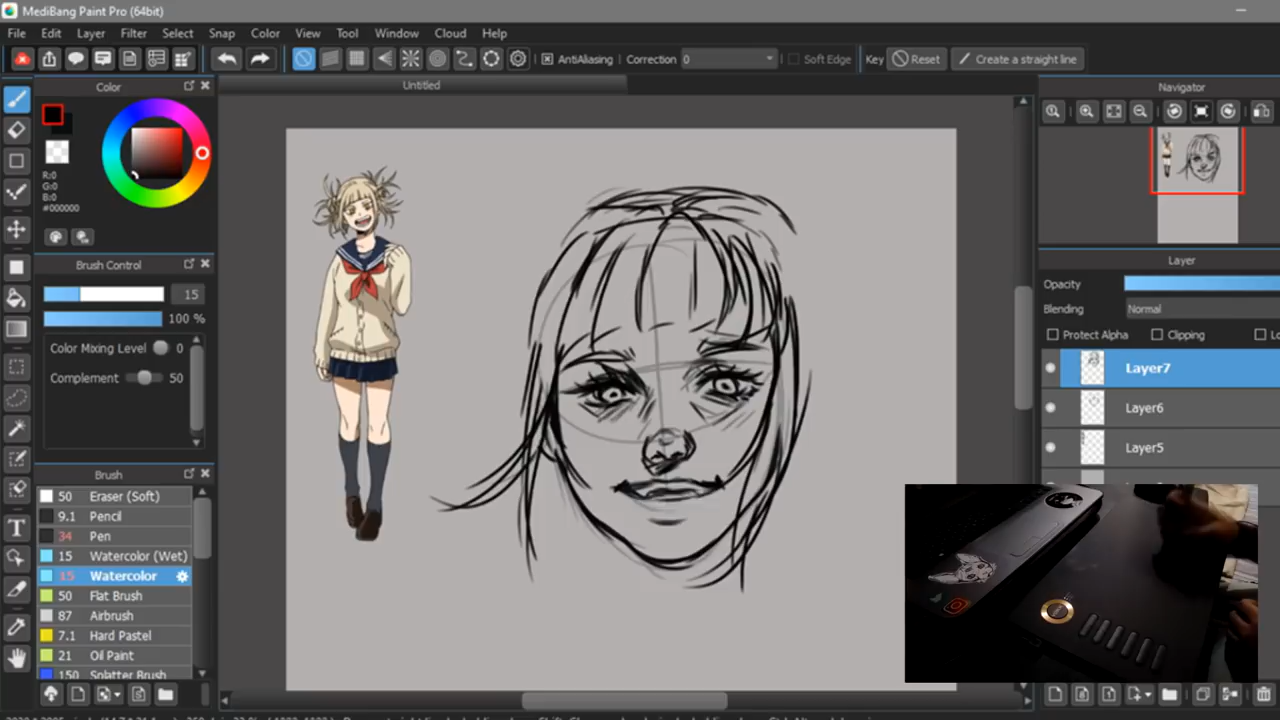 MediBang Paint Pro (64bit)
File Edit Layer Filter Select Snap Color View Tool Window Cloud Help
AntiAliasing Correction 0 Soft Edge Key Reset Create a straight line
Color
Untitled
Navigator
R:0
G:0
B:0
#000000
Brush Control
15
100 %
Color Mixing Level 0
Complement 50
Layer
Opacity
Blending Normal
Protect Alpha Clipping
Layer7
Layer6
Layer5
Brush
50 Eraser (Soft)
9.1 Pencil
34 Pen
15 Watercolor (Wet)
15 Watercolor
50 Flat Brush
87 Airbrush
7.1 Hard Pastel
21 Oil Paint
150 Splatter Brush